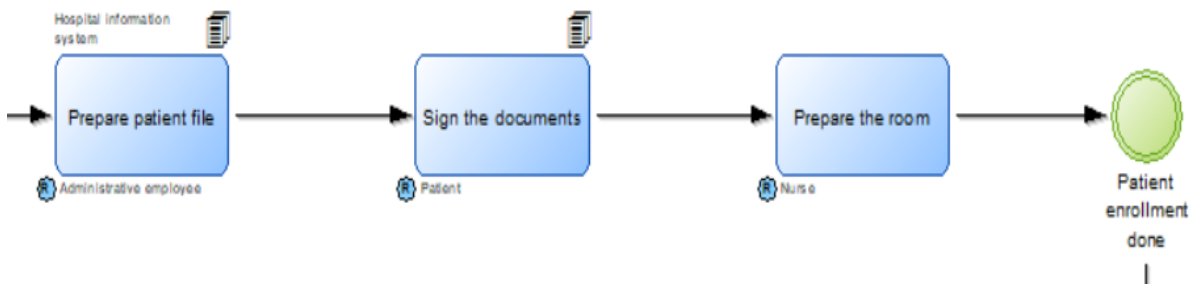 Hospital information
system
Prepare patient file
R Administrative employee
Sign the documents
R Patient
Prepare the room
R Nurse
Patient
enrollment
done